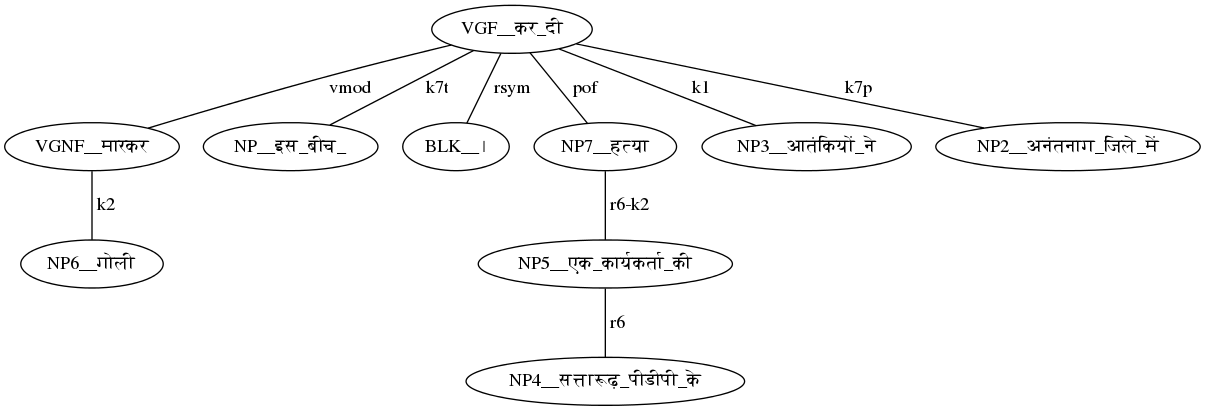 VGF__कर_दी
vmod k7t rsym pof k1 k7p
VGNF__मारकर NP__इस_बीच_ BLK__। NP7__हत्या NP3__आतंकियों_ने NP2__अनंतनाग_जिले_में
k2 r6-k2
NP6__गोली NP5__एक_कार्यकर्ता_की
r6
NP4__सत्तारूढ़_पीडीपी_के